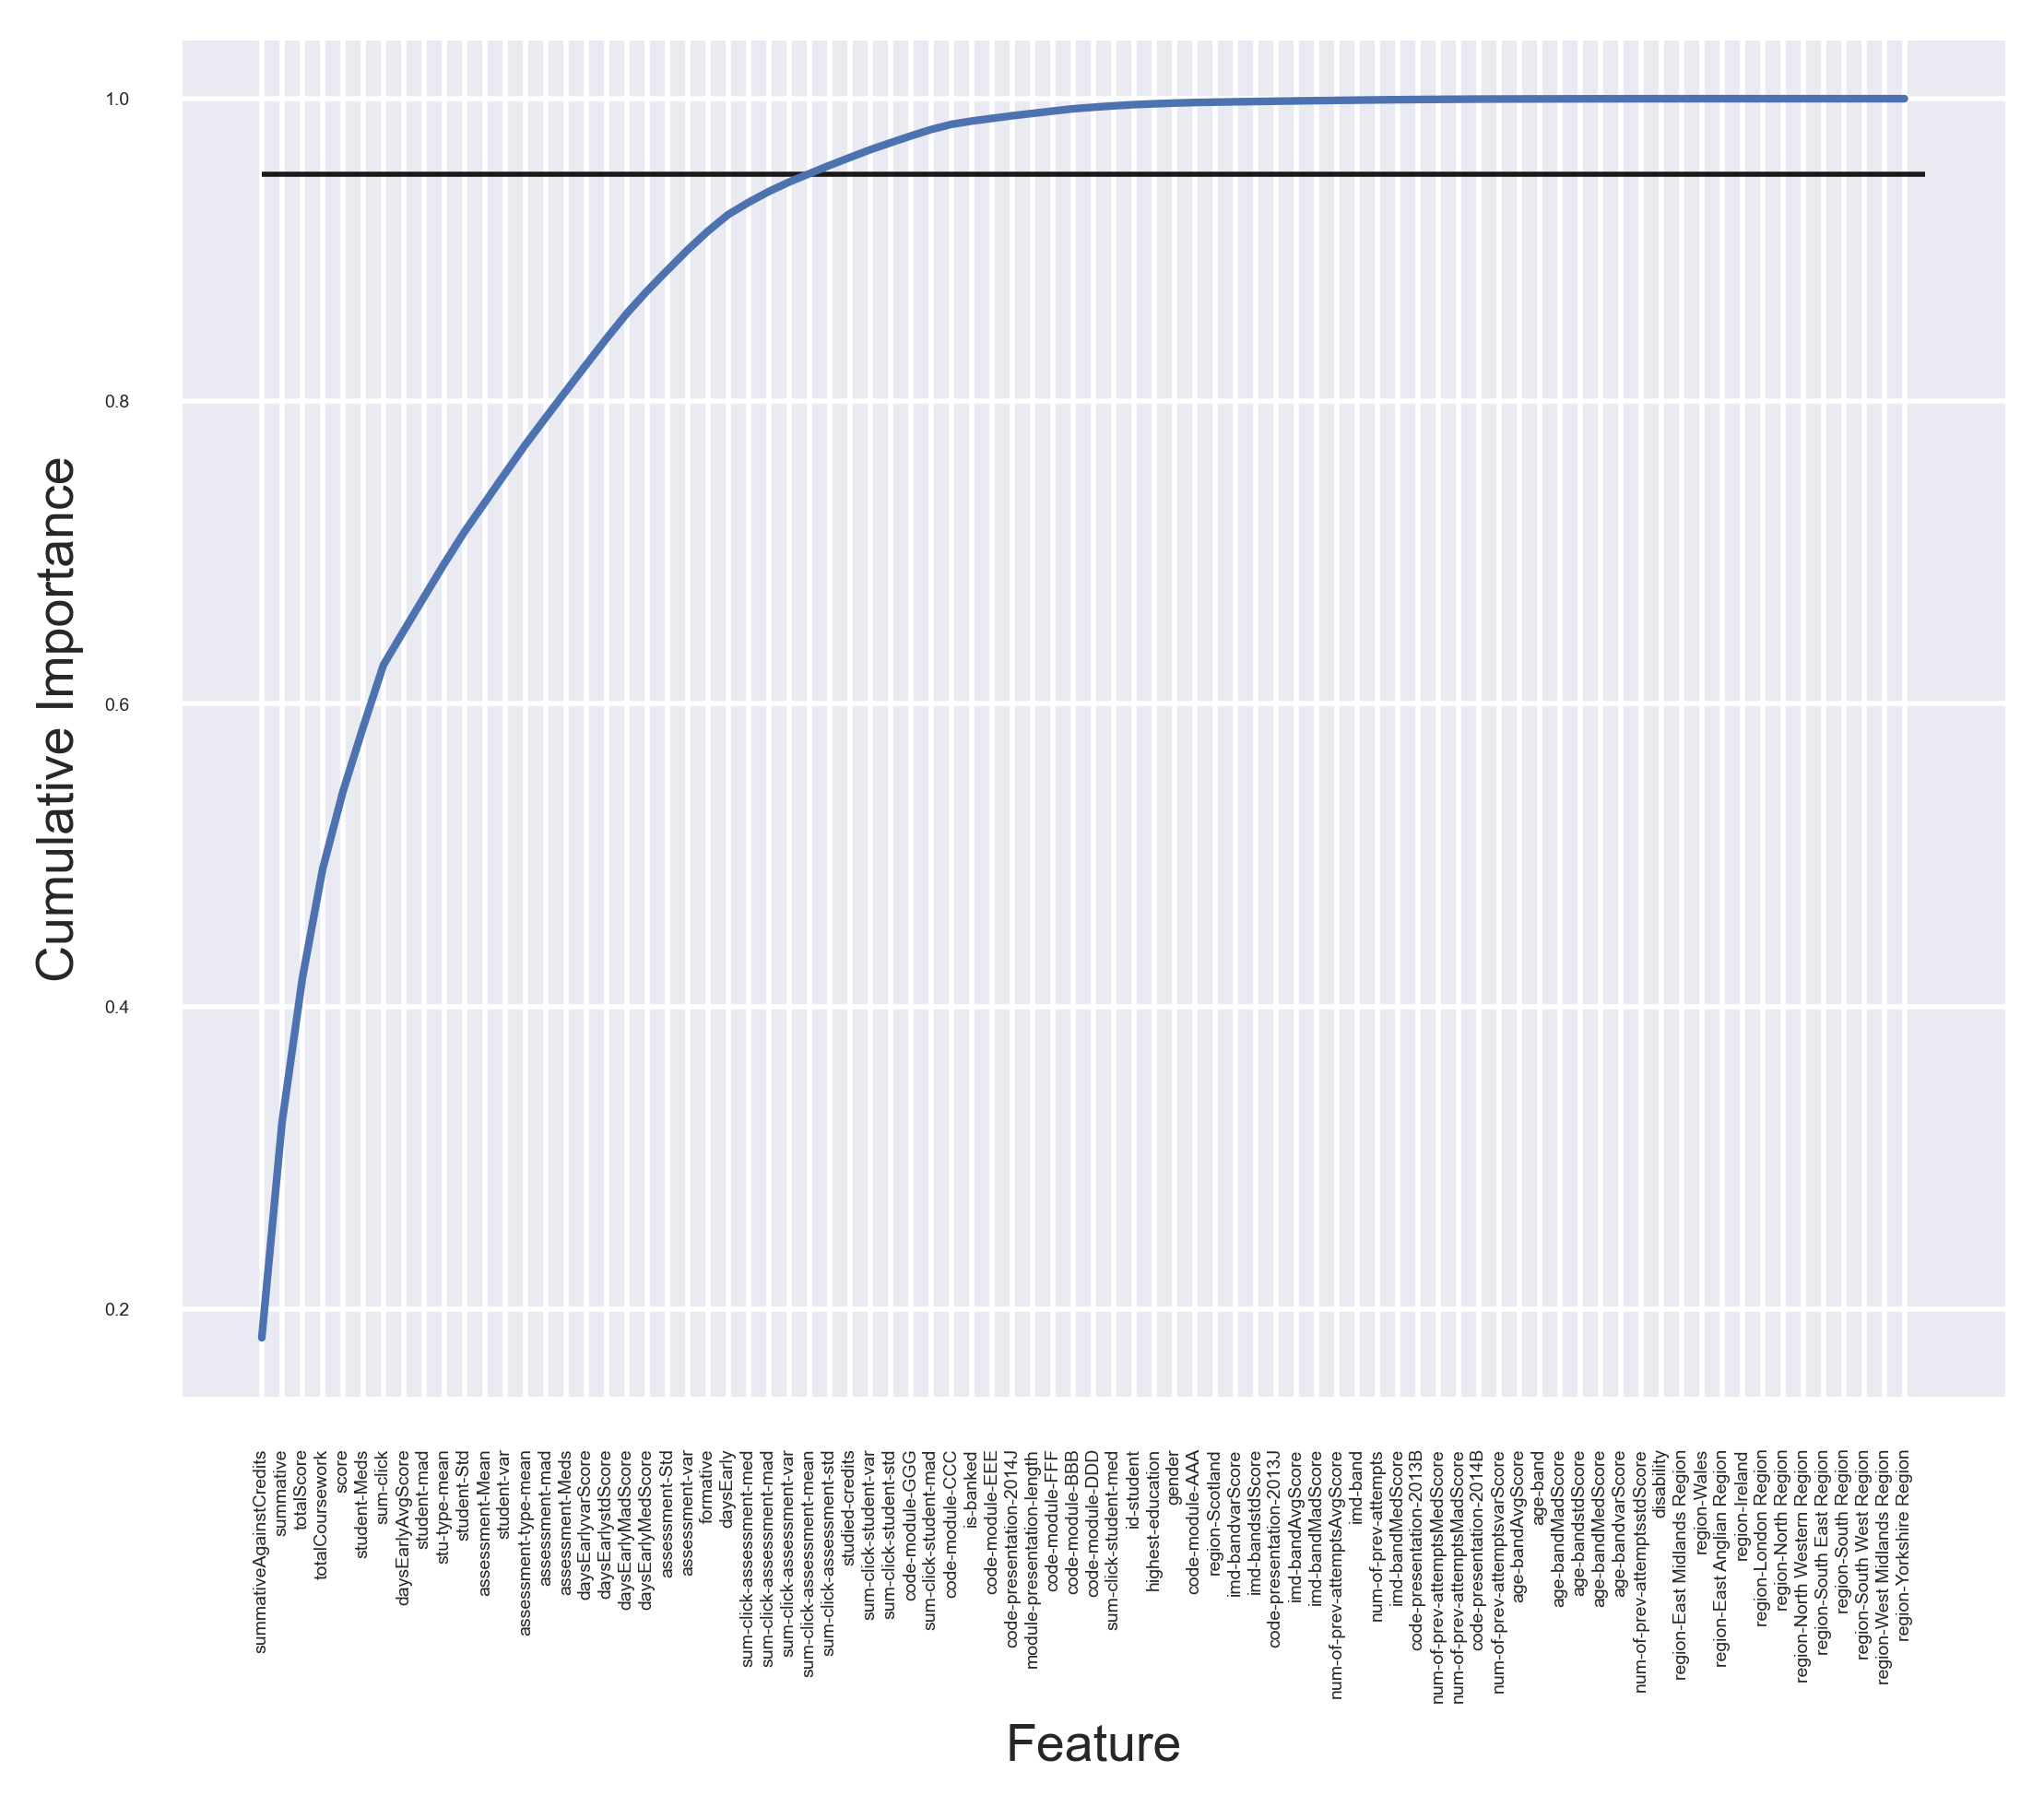 1.0
0.8
0.6
0.4
0.2
Cumulative Importance
summativeAgainstCredits
summative
totalScore
totalCoursework
score
student-Meds
sum-click
daysEarlyAvgScore
student-mad
stu-type-mean
student-Std
assessment-Mean
student-var
assessment-type-mean
assessment-mad
assessment-Meds
daysEarlyvarScore
daysEarlystdScore
daysEarlyMadScore
daysEarlyMedScore
assessment-Std
assessment-var
formative
daysEarly
sum-click-assessment-med
sum-click-assessment-mad
sum-click-assessment-var
sum-click-assessment-mean
sum-click-assessment-std
studied-credits
sum-click-student-var
sum-click-student-std
code-module-GGG
sum-click-student-mad
code-module-CCC
is-banked
code-module-EEE
code-presentation-2014J
module-presentation-length
code-module-FFF
code-module-BBB
code-module-DDD
sum-click-student-med
id-student
highest-education
gender
code-module-AAA
region-Scotland
imd-bandvarScore
imd-bandstdScore
code-presentation-2013J
imd-bandAvgScore
imd-bandMadScore
num-of-prev-attemptsAvgScore
imd-band
num-of-prev-attempts
imd-bandMedScore
code-presentation-2013B
num-of-prev-attemptsMedScore
num-of-prev-attemptsMadScore
code-presentation-2014B
num-of-prev-attemptsvarScore
age-bandAvgScore
age-band
age-bandMadScore
age-bandstdScore
age-bandMedScore
age-bandvarScore
num-of-prev-attemptsstdScore
disability
region-East Midlands Region
region-Wales
region-East Anglian Region
region-Ireland
region-London Region
region-North Region
region-North Western Region
region-South East Region
region-South Region
region-South West Region
region-West Midlands Region
region-Yorkshire Region
Feature